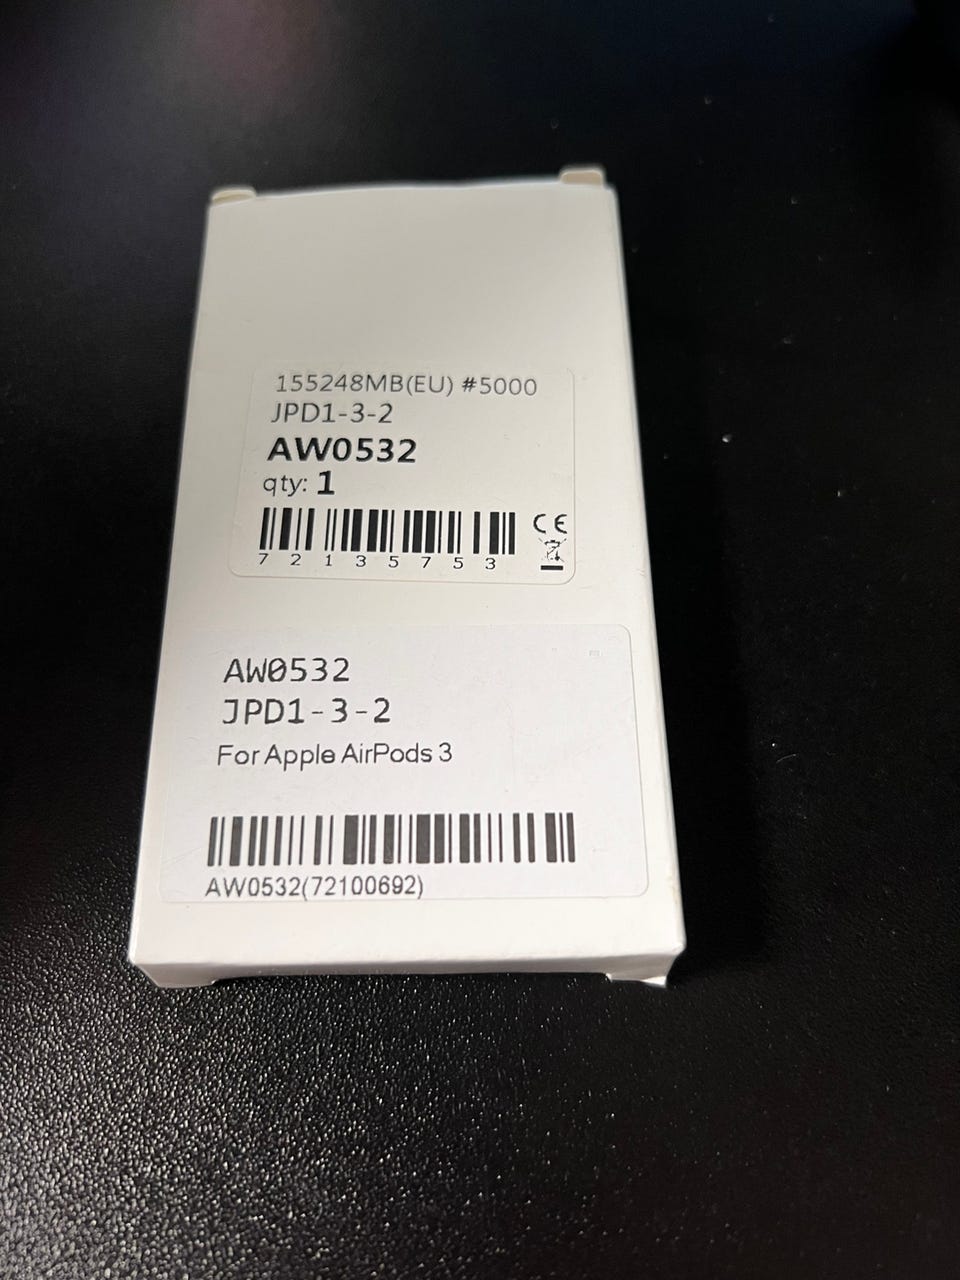 155248MB(EU) #5000
JPD1-3-2
AW0532
qty: 1
CE
7 2 1 3 5 7 5 3
AW0532
JPD1-3-2
For Apple AirPods 3
AW0532(72100692)